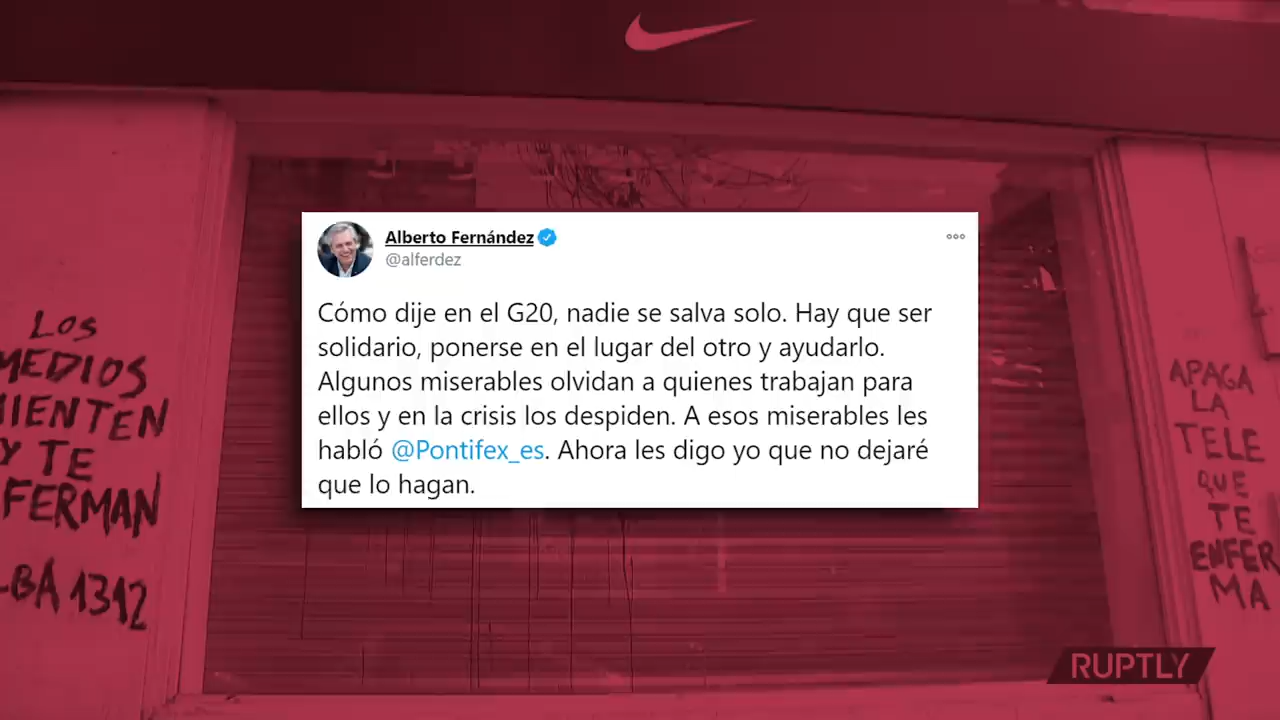 LOS
MEDIOS
MIENTEN
Y TE
FERMAN
1312
Alberto Fernández
@alferdez
Cómo dije en el G20, nadie se salva solo. Hay que ser
solidario, ponerse en el lugar del otro y ayudarlo.
Algunos miserables olvidan a quienes trabajan para
ellos y en la crisis los despiden. A esos miserables les
habló @Pontifex_es. Ahora les digo yo que no dejaré
que lo hagan.
APAGA
LA
TELE
QUE
TE
ENFER
MA
RUPTLY